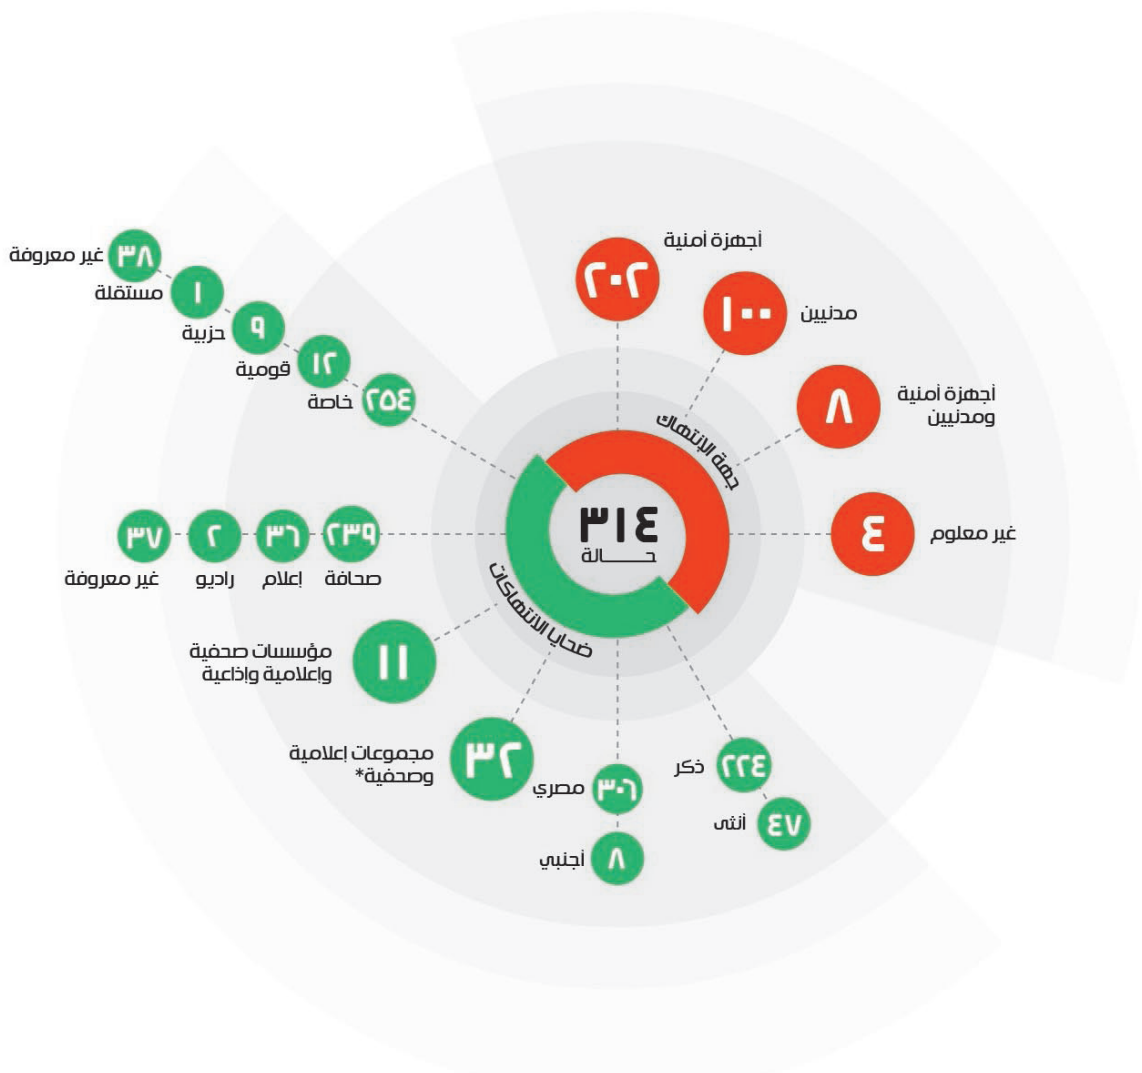 ٣١٤
حالة
جهة الإنتهاك
أجهزة أمنية
٢٠٢
مدنيين
١٠٠
أجهزة أمنية
ومدنيين
٨
غير معلوم
٤
ضحايا الانتهاكات
ذكر
٢٢٤
أنثى
٤٧
مصري
٣٠٦
أجنبي
٨
مجموعات إعلامية
وصحفية*
٣٢
مؤسسات صحفية
وإعلامية وإذاعية
١١
٢٣٩
صحافة
٣٦
إعلام
٢
راديو
٣٧
غير معروفة
٢٥٤
خاصة
١٢
قومية
٩
حزبية
١
مستقلة
٣٨
غير معروفة